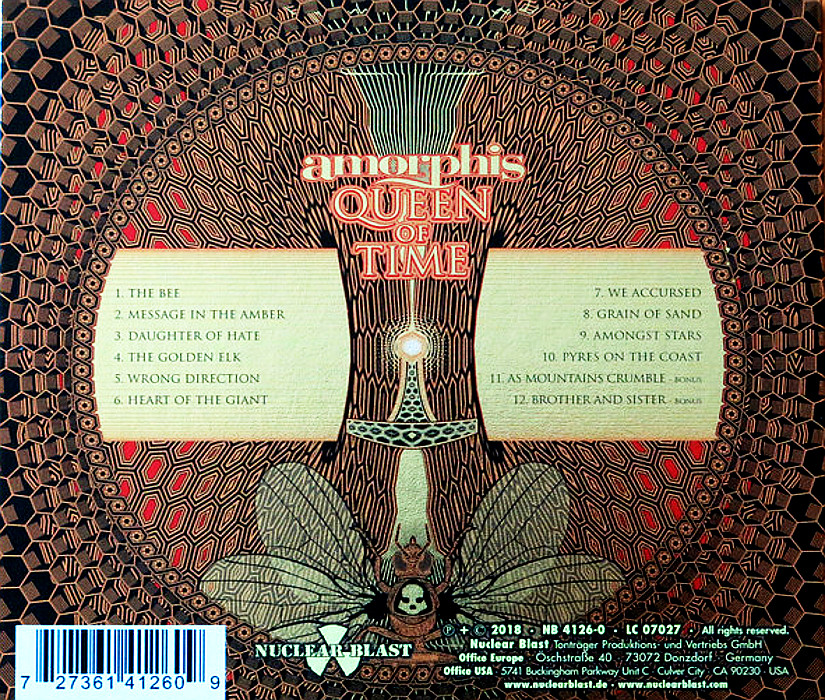 amorphis
QUEEN
OF
TIME
1. THE BEE
2. MESSAGE IN THE AMBER
3. DAUGHTER OF HATE
4. THE GOLDEN ELK
5. WRONG DIRECTION
6. HEART OF THE GIANT
7. WE ACCURSED
8. GRAIN OF SAND
9. AMONGST STARS
10. PYRES ON THE COAST
11. AS MOUNTAINS CRUMBLE - BONUS
12. BROTHER AND SISTER - BONUS
NUCLEAR BLAST
℗ + © 2018 · NB 4126-0 · LC 07027 · All rights reserved.
Nuclear Blast Tonträger Produktions- und Vertriebs GmbH
Office Europe · Öschstraße 40 · 73072 Donzdorf · Germany
Office USA · 5741 Buckingham Parkway Unit C · Culver City · CA 90230 · USA
www.nuclearblast.de · www.nuclearblast.com
7 27361 41260 9